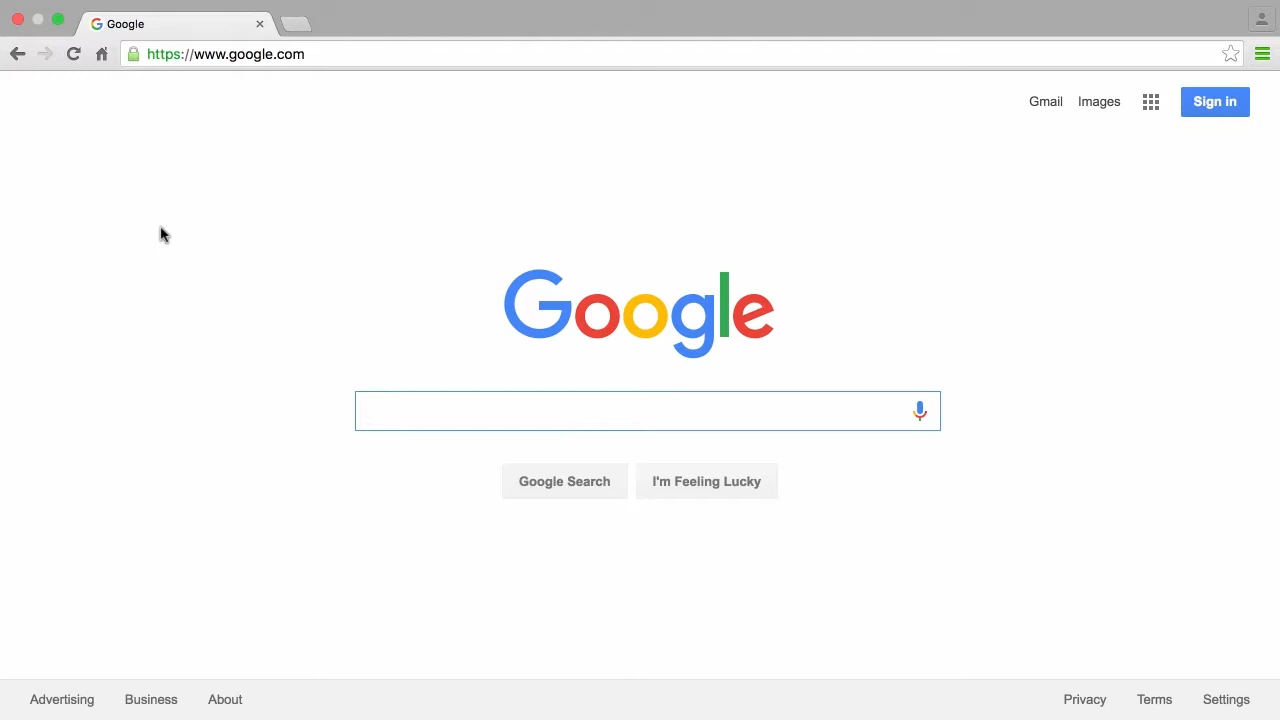 Google
https://www.google.com
Gmail Images Sign in
Google
Google Search I'm Feeling Lucky
Advertising Business About Privacy Terms Settings